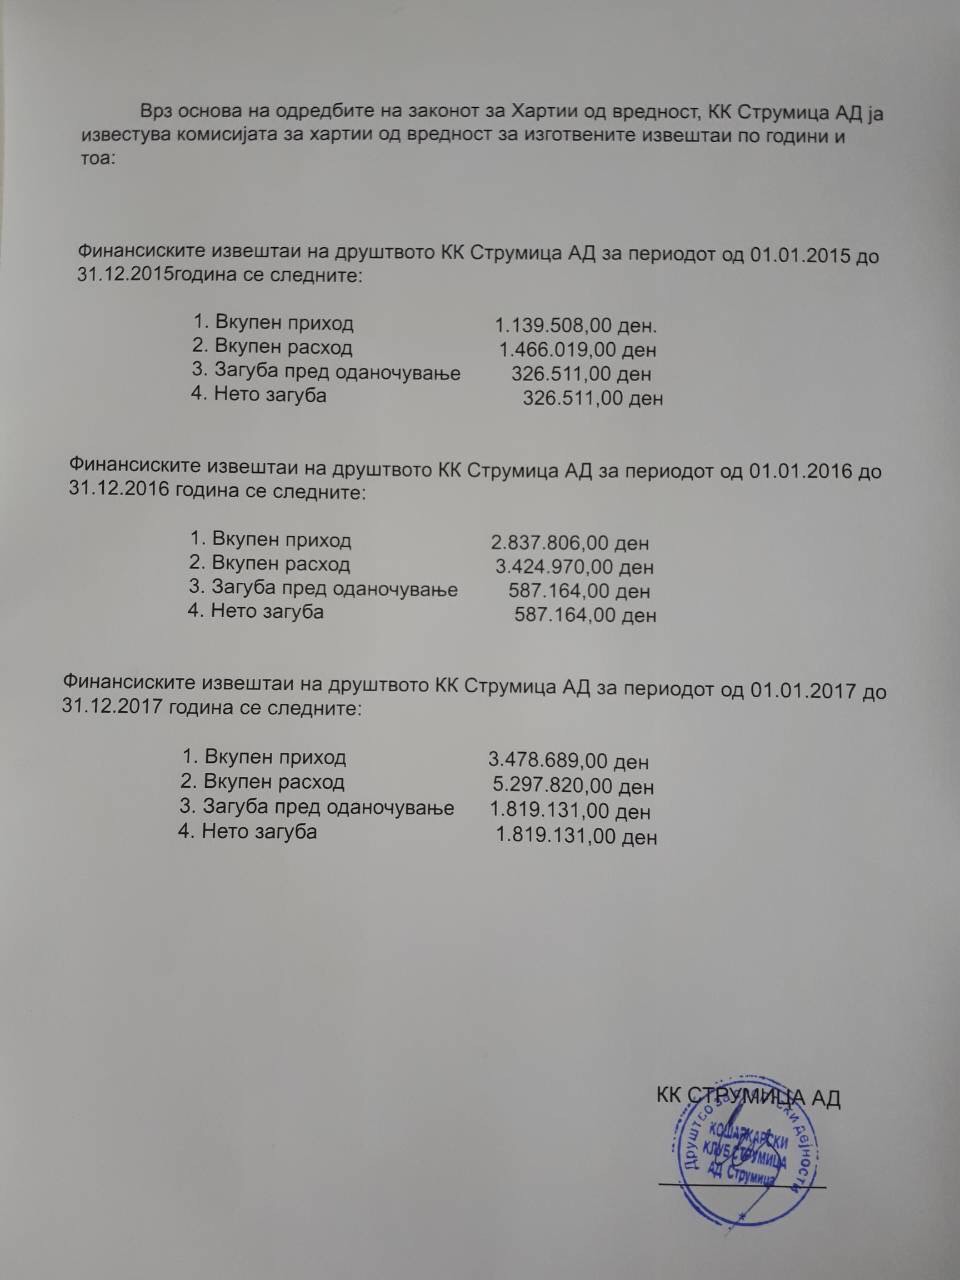 Врз основа на одредбите на законот за Хартии од вредност, КК Струмица АД ја
известува комисијата за хартии од вредност за изготвените извештаи по години и
тоа:
Финансиските извештаи на друштвото КК Струмица АД за периодот од 01.01.2015 до
31.12.2015година се следните:
1. Вкупен приход 1.139.508,00 ден.
2. Вкупен расход 1.466.019,00 ден
3. Загуба пред оданочување 326.511,00 ден
4. Нето загуба 326.511,00 ден
Финансиските извештаи на друштвото КК Струмица АД за периодот од 01.01.2016 до
31.12.2016 година се следните:
1. Вкупен приход 2.837.806,00 ден
2. Вкупен расход 3.424.970,00 ден
3. Загуба пред оданочување 587.164,00 ден
4. Нето загуба 587.164,00 ден
Финансиските извештаи на друштвото КК Струмица АД за периодот од 01.01.2017 до
31.12.2017 година се следните:
1. Вкупен приход 3.478.689,00 ден
2. Вкупен расход 5.297.820,00 ден
3. Загуба пред оданочување 1.819.131,00 ден
4. Нето загуба 1.819.131,00 ден
КК СТРУМИЦА АД
Друштво за дејности
КОШАРКАРСКИ
КЛУБ СТРУМИЦА
АД Струмица